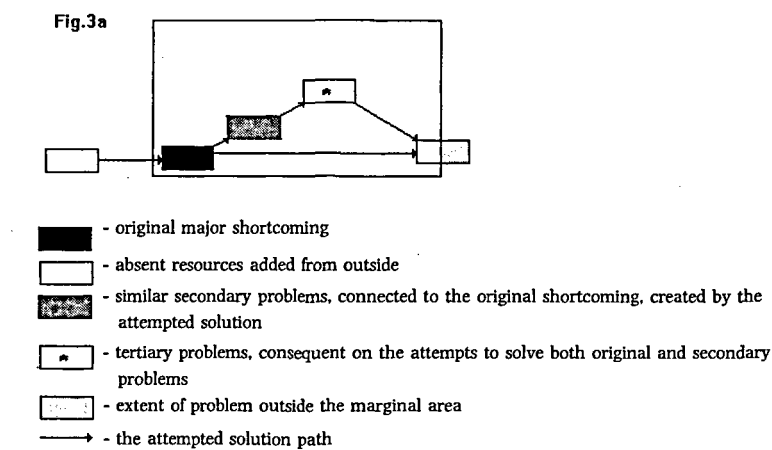 Fig.3a
- original major shortcoming
- absent resources added from outside
- similar secondary problems, connected to the original shortcoming, created by the
attempted solution
- tertiary problems, consequent on the attempts to solve both original and secondary
problems
- extent of problem outside the marginal area
- the attempted solution path